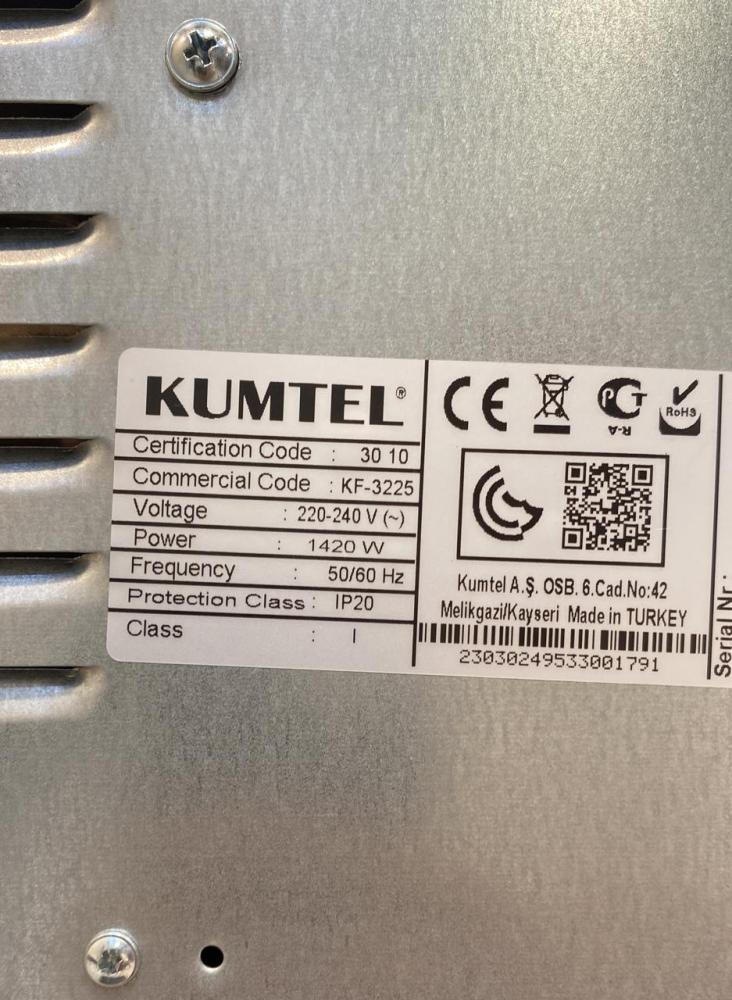 KUMTEL®
Certification Code : 30 10
Commercial Code : KF-3225
Voltage : 220-240 V (~)
Power : 1420 W
Frequency : 50/60 Hz
Protection Class : IP20
Class : I
CE
PCT
R-A
RoHS
Kumtel A.Ş. OSB. 6.Cad.No:42
Melikgazi/Kayseri Made in TURKEY
23030249533001791
Serial Nr :